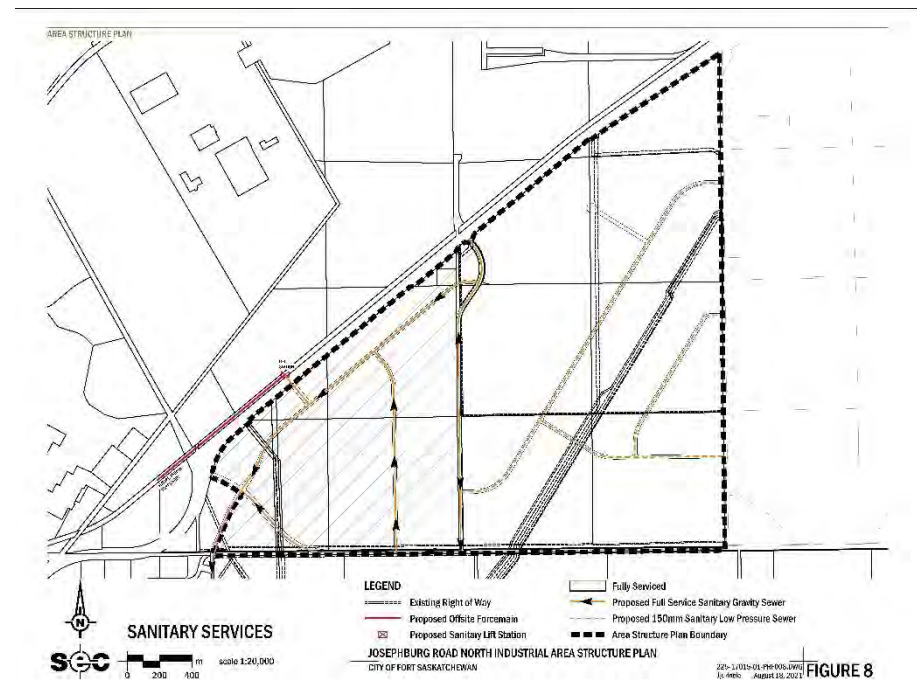 AREA STRUCTURE PLAN
LEGEND
Existing Right of Way
Proposed Offsite Forcemain
Proposed Sanitary Lift Station
Fully Serviced
Proposed Full Service Sanitary Gravity Sewer
Proposed 150mm Sanitary Low Pressure Sewer
Area Structure Plan Boundary
N
SANITARY SERVICES
m scale 1:20,000
0 200 400
JOSEPHBURG ROAD NORTH INDUSTRIAL AREA STRUCTURE PLAN
CITY OF FORT SASKATCHEWAN
August 18, 2021
FIGURE 8